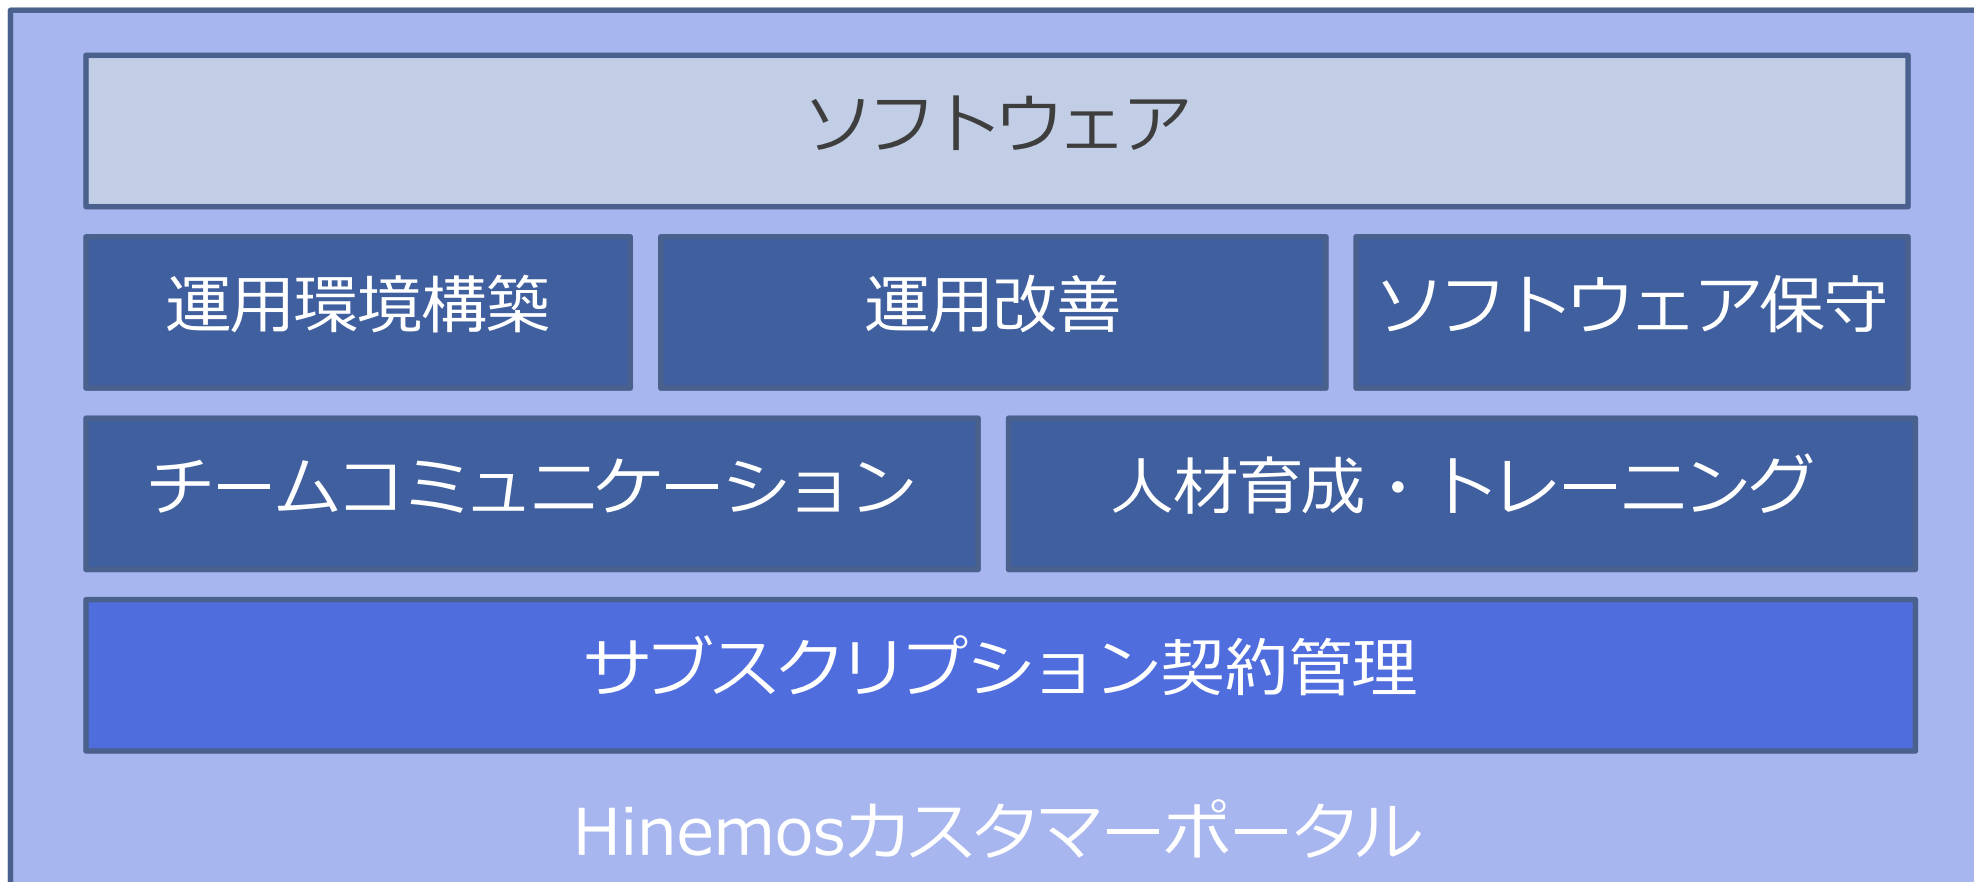 ソフトウェア
運用環境構築
運用改善
ソフトウェア保守
チームコミュニケーション
人材育成・トレーニング
サブスクリプション契約管理
Hinemosカスタマーポータル